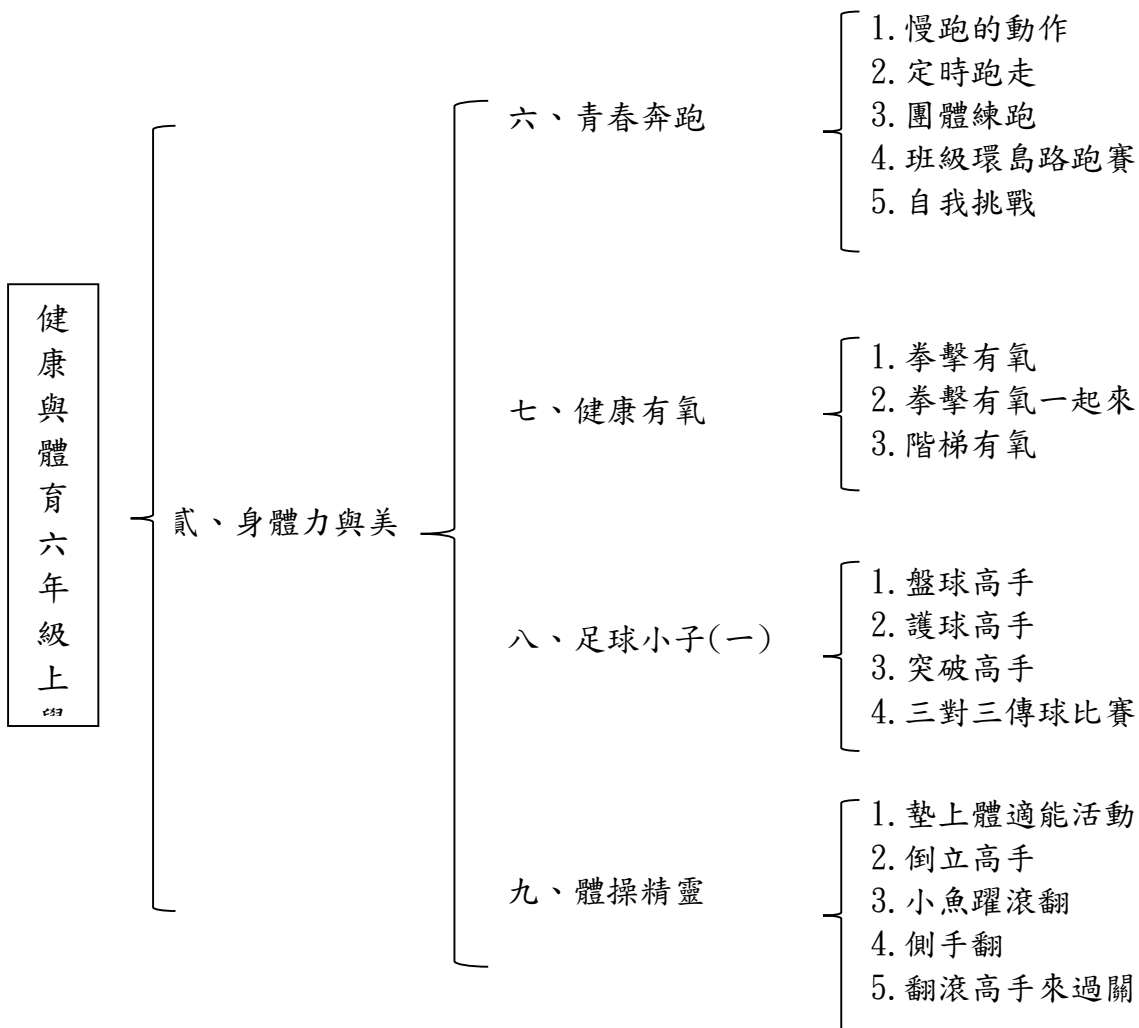 健康與體育六年級上
貳、身體力與美
六、青春奔跑
1.慢跑的動作
2.定時跑走
3.團體練跑
4.班級環島路跑賽
5.自我挑戰
七、健康有氧
1.拳擊有氧
2.拳擊有氧一起來
3.階梯有氧
八、足球小子(一)
1.盤球高手
2.護球高手
3.突破高手
4.三對三傳球比賽
九、體操精靈
1.墊上體適能活動
2.倒立高手
3.小魚躍滾翻
4.側手翻
5.翻滾高手來過關